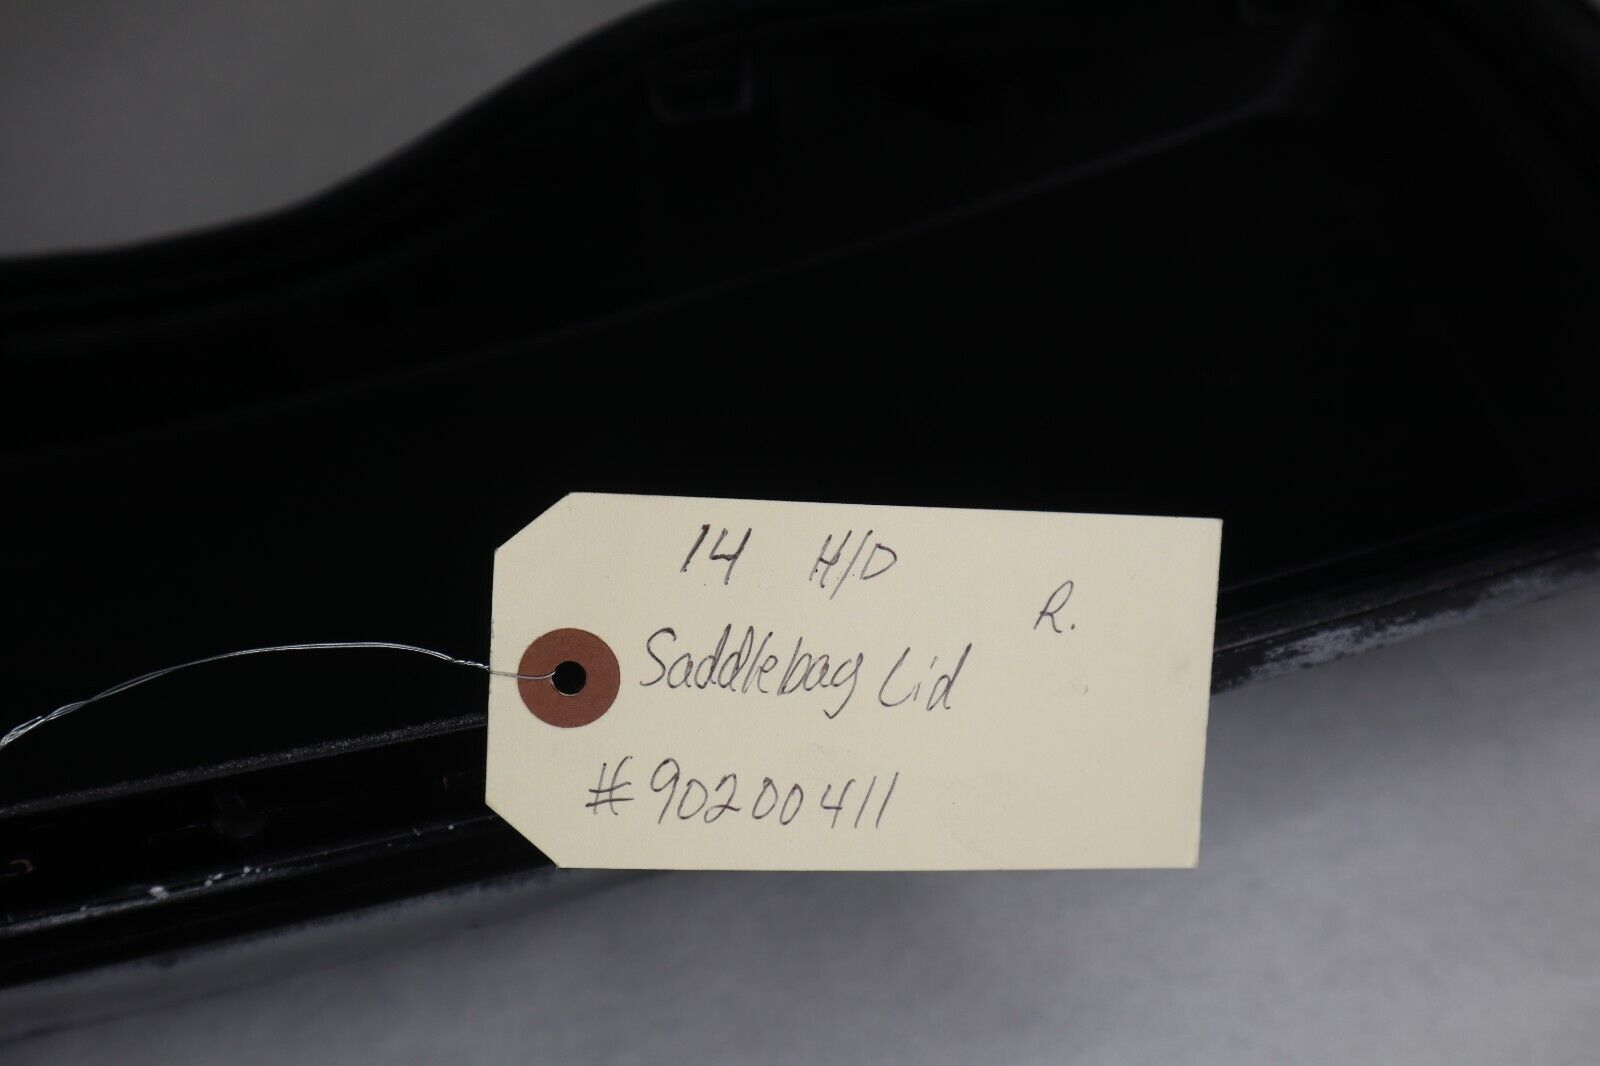 14 H/D
R.
Saddlebag Lid
#90200411